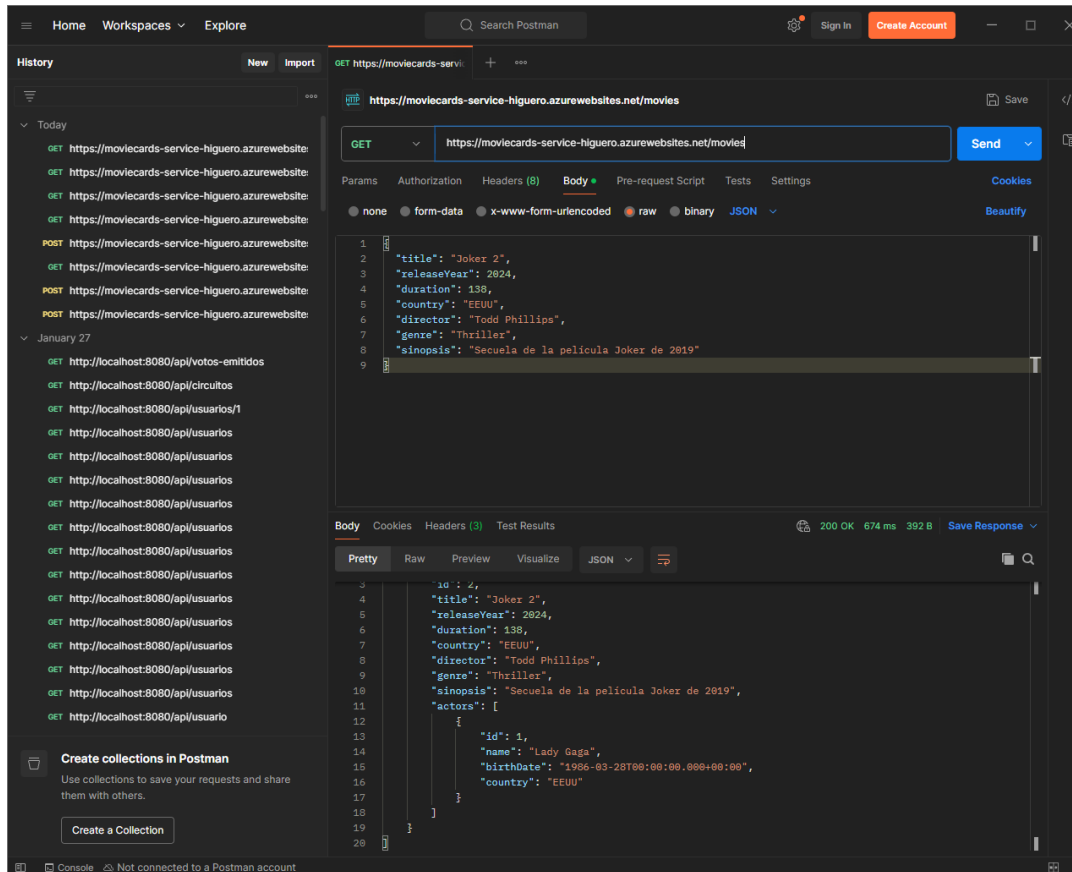 Home Workspaces Explore
Search Postman
Sign In Create Account
History New Import
GET https://moviecards-servic
Today
GET https://moviecards-service-higuero.azurewebsite
GET https://moviecards-service-higuero.azurewebsite
GET https://moviecards-service-higuero.azurewebsite
GET https://moviecards-service-higuero.azurewebsite
POST https://moviecards-service-higuero.azurewebsite
GET https://moviecards-service-higuero.azurewebsite
POST https://moviecards-service-higuero.azurewebsite
POST https://moviecards-service-higuero.azurewebsite
January 27
GET http://localhost:8080/api/votos-emitidos
GET http://localhost:8080/api/circuitos
GET http://localhost:8080/api/usuarios/1
GET http://localhost:8080/api/usuarios
GET http://localhost:8080/api/usuarios
GET http://localhost:8080/api/usuarios
GET http://localhost:8080/api/usuarios
GET http://localhost:8080/api/usuarios
GET http://localhost:8080/api/usuarios
GET http://localhost:8080/api/usuarios
GET http://localhost:8080/api/usuarios
GET http://localhost:8080/api/usuarios
GET http://localhost:8080/api/usuarios
GET http://localhost:8080/api/usuarios
GET http://localhost:8080/api/usuarios
GET http://localhost:8080/api/usuario
Create collections in Postman
Use collections to save your requests and share
them with others.
Create a Collection
HTTP https://moviecards-service-higuero.azurewebsites.net/movies
Save
GET https://moviecards-service-higuero.azurewebsites.net/movies Send
Params Authorization Headers (8) Body Pre-request Script Tests Settings Cookies
none form-data x-www-form-urlencoded raw binary JSON Beautify
1 {
2 "title": "Joker 2",
3 "releaseYear": 2024,
4 "duration": 138,
5 "country": "EEUU",
6 "director": "Todd Phillips",
7 "genre": "Thriller",
8 "sinopsis": "Secuela de la película Joker de 2019"
9 }
Body Cookies Headers (3) Test Results 200 OK 674 ms 392 B Save Response
Pretty Raw Preview Visualize JSON
3 "id": 2,
4 "title": "Joker 2",
5 "releaseYear": 2024,
6 "duration": 138,
7 "country": "EEUU",
8 "director": "Todd Phillips",
9 "genre": "Thriller",
10 "sinopsis": "Secuela de la película Joker de 2019",
11 "actors": [
12 {
13 "id": 1,
14 "name": "Lady Gaga",
15 "birthDate": "1986-03-28T00:00:00.000+00:00",
16 "country": "EEUU"
17 }
18 ]
19 }
20 ]
Console Not connected to a Postman account